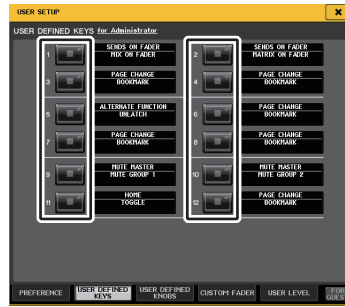 USER SETUP
USER DEFINED KEYS for Administrator
1
SENDS ON FADER
MIX ON FADER
2
SENDS ON FADER
MATRIX ON FADER
3
PAGE CHANGE
BOOKMARK
4
PAGE CHANGE
BOOKMARK
5
ALTERNATE FUNCTION
UNLATCH
6
PAGE CHANGE
BOOKMARK
7
PAGE CHANGE
BOOKMARK
8
PAGE CHANGE
BOOKMARK
9
MUTE MASTER
MUTE GROUP 1
10
MUTE MASTER
MUTE GROUP 2
11
HOME
TOGGLE
12
PAGE CHANGE
BOOKMARK
PREFERENCE
USER DEFINED
KEYS
USER DEFINED
KNOBS
CUSTOM FADER
USER LEVEL
FOR
GUES